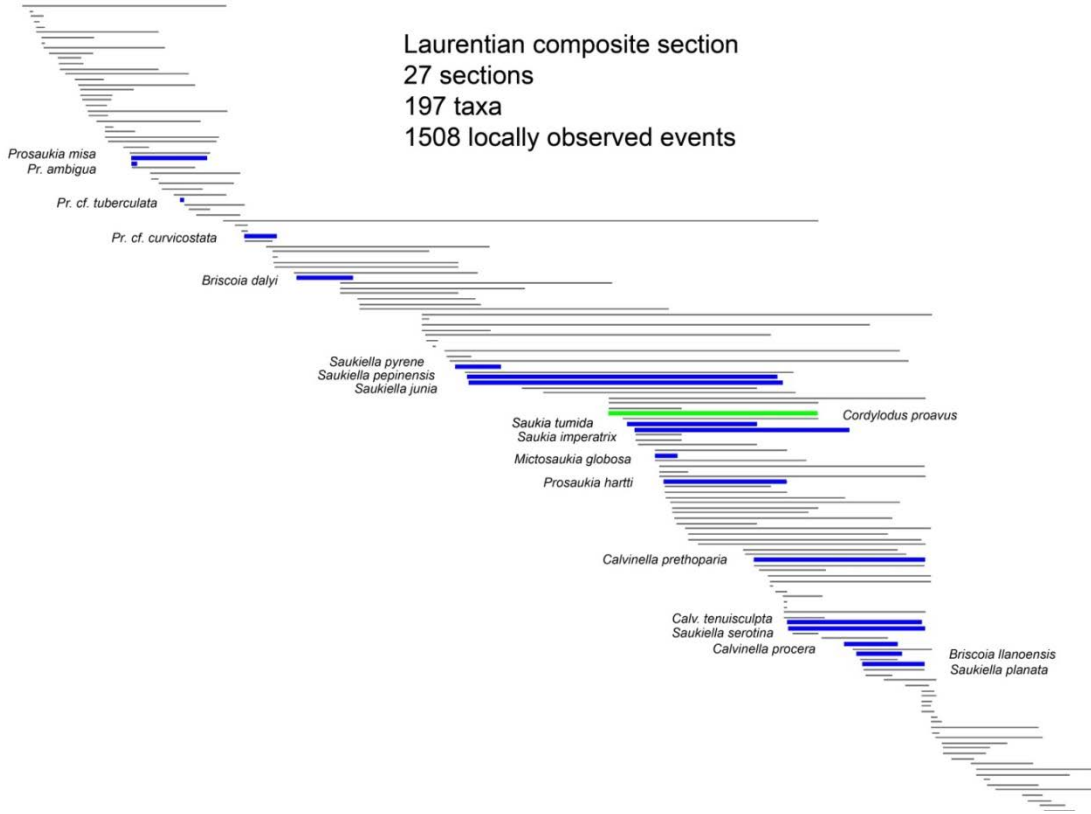 Laurentian composite section
27 sections
197 taxa
1508 locally observed events
Prosaukia misa
Pr. ambigua
Pr. cf. tuberculata
Pr. cf. curvicostata
Briscoia dalyi
Saukiella pyrene
Saukiella pepinensis
Saukiella junia
Cordylodus proavus
Saukia tumida
Saukia imperatrix
Mictosaukia globosa
Prosaukia hartti
Calvinella prethoparia
Calv. tenuisculpta
Saukiella serotina
Calvinella procera
Briscoia llanoensis
Saukiella planata